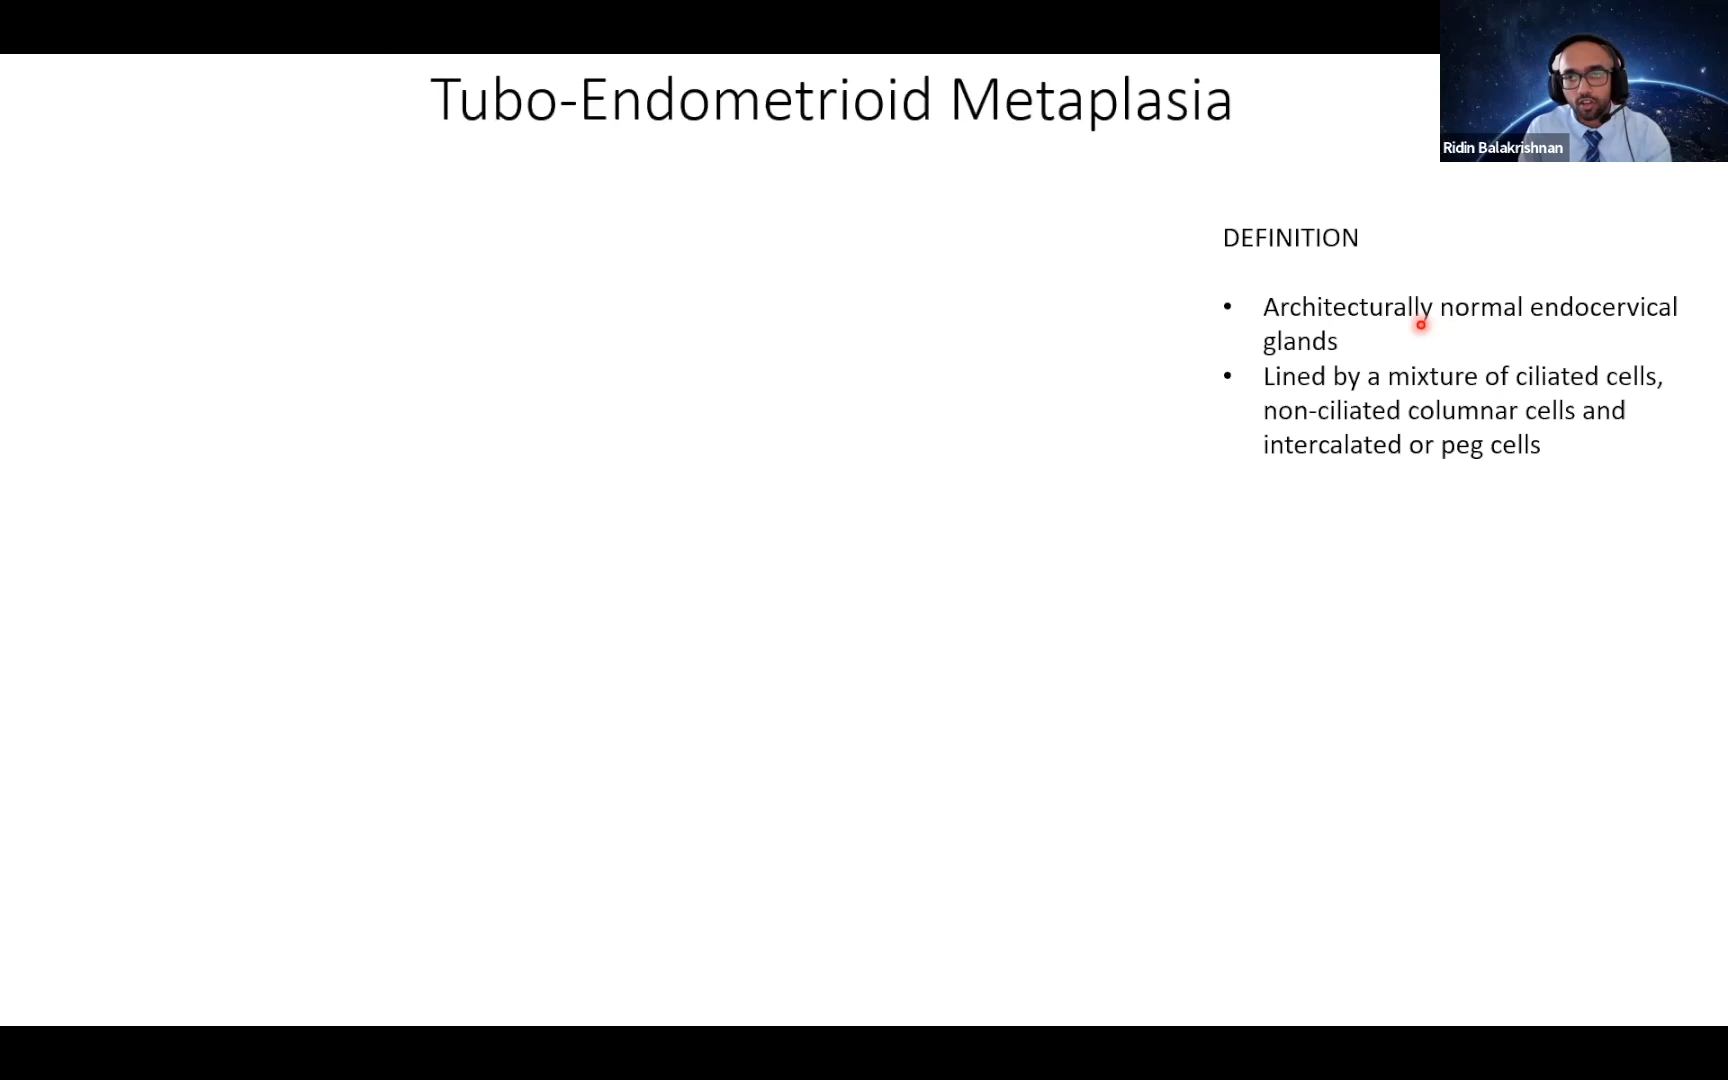 Tubo-Endometrioid Metaplasia
Ridin Balakrishnan
DEFINITION
• Architecturally normal endocervical
glands
• Lined by a mixture of ciliated cells,
non-ciliated columnar cells and
intercalated or peg cells